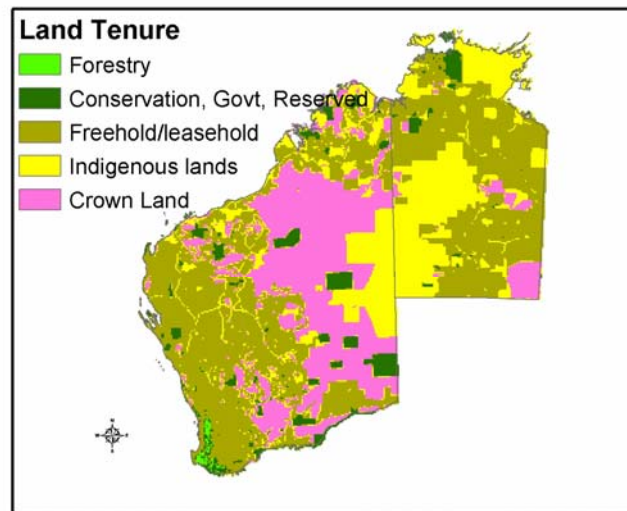 Land Tenure
Forestry
Conservation, Govt, Reserved
Freehold/leasehold
Indigenous lands
Crown Land